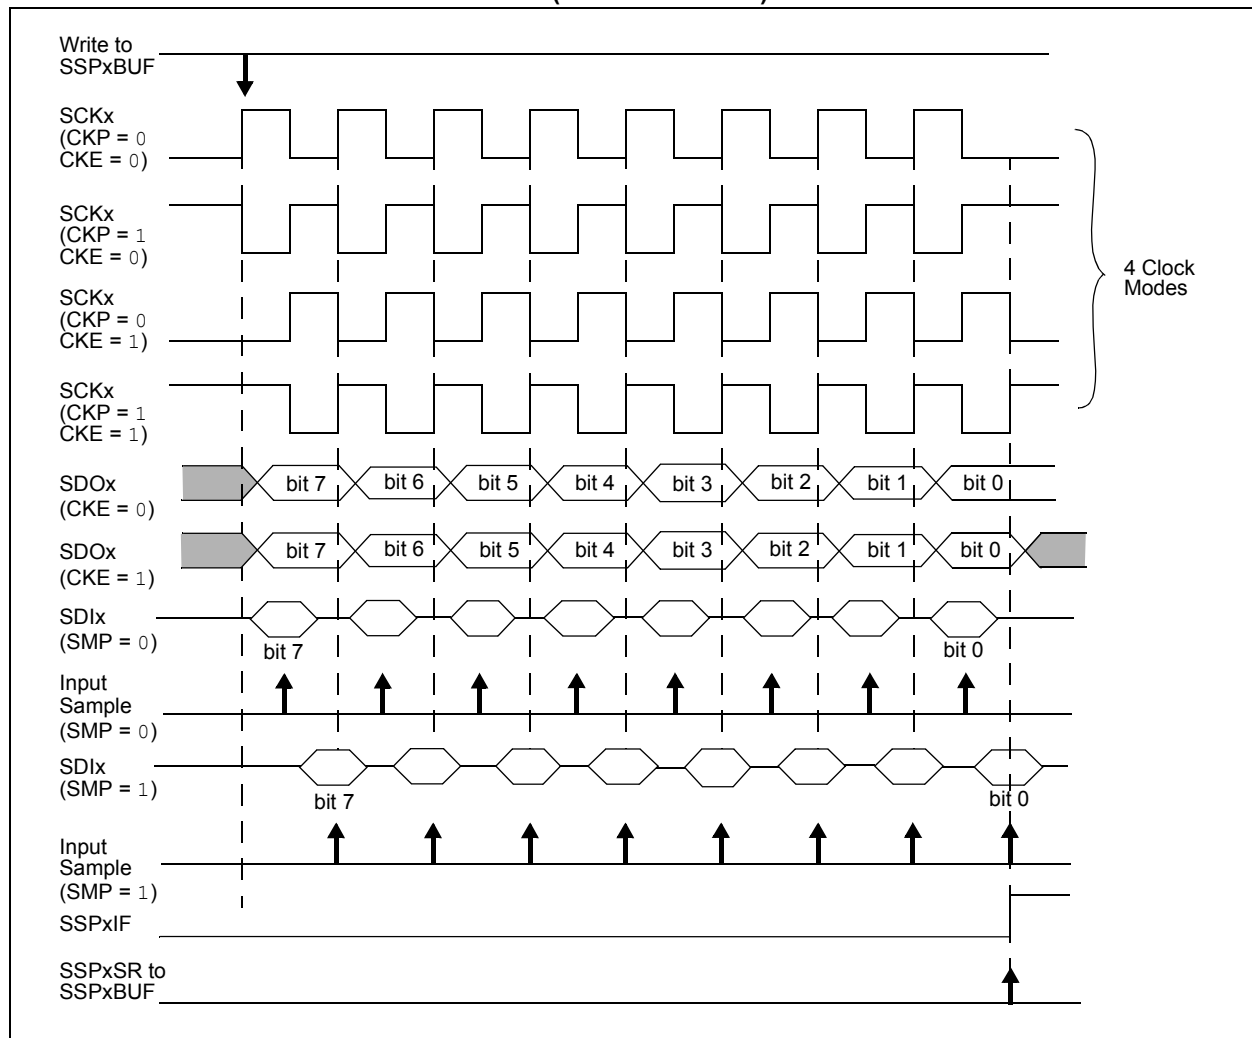 Write to
SSPxBUF
SCKx
(CKP = 0
CKE = 0)
SCKx
(CKP = 1
CKE = 0)
4 Clock
Modes
SCKx
(CKP = 0
CKE = 1)
SCKx
(CKP = 1
CKE = 1)
SDOx
(CKE = 0)
bit 7
bit 6
bit 5
bit 4
bit 3
bit 2
bit 1
bit 0
SDOx
(CKE = 1)
bit 7
bit 6
bit 5
bit 4
bit 3
bit 2
bit 1
bit 0
SDIx
(SMP = 0)
bit 7
bit 0
Input
Sample
(SMP = 0)
SDIx
(SMP = 1)
bit 7
bit 0
Input
Sample
(SMP = 1)
SSPxIF
SSPxSR to
SSPxBUF